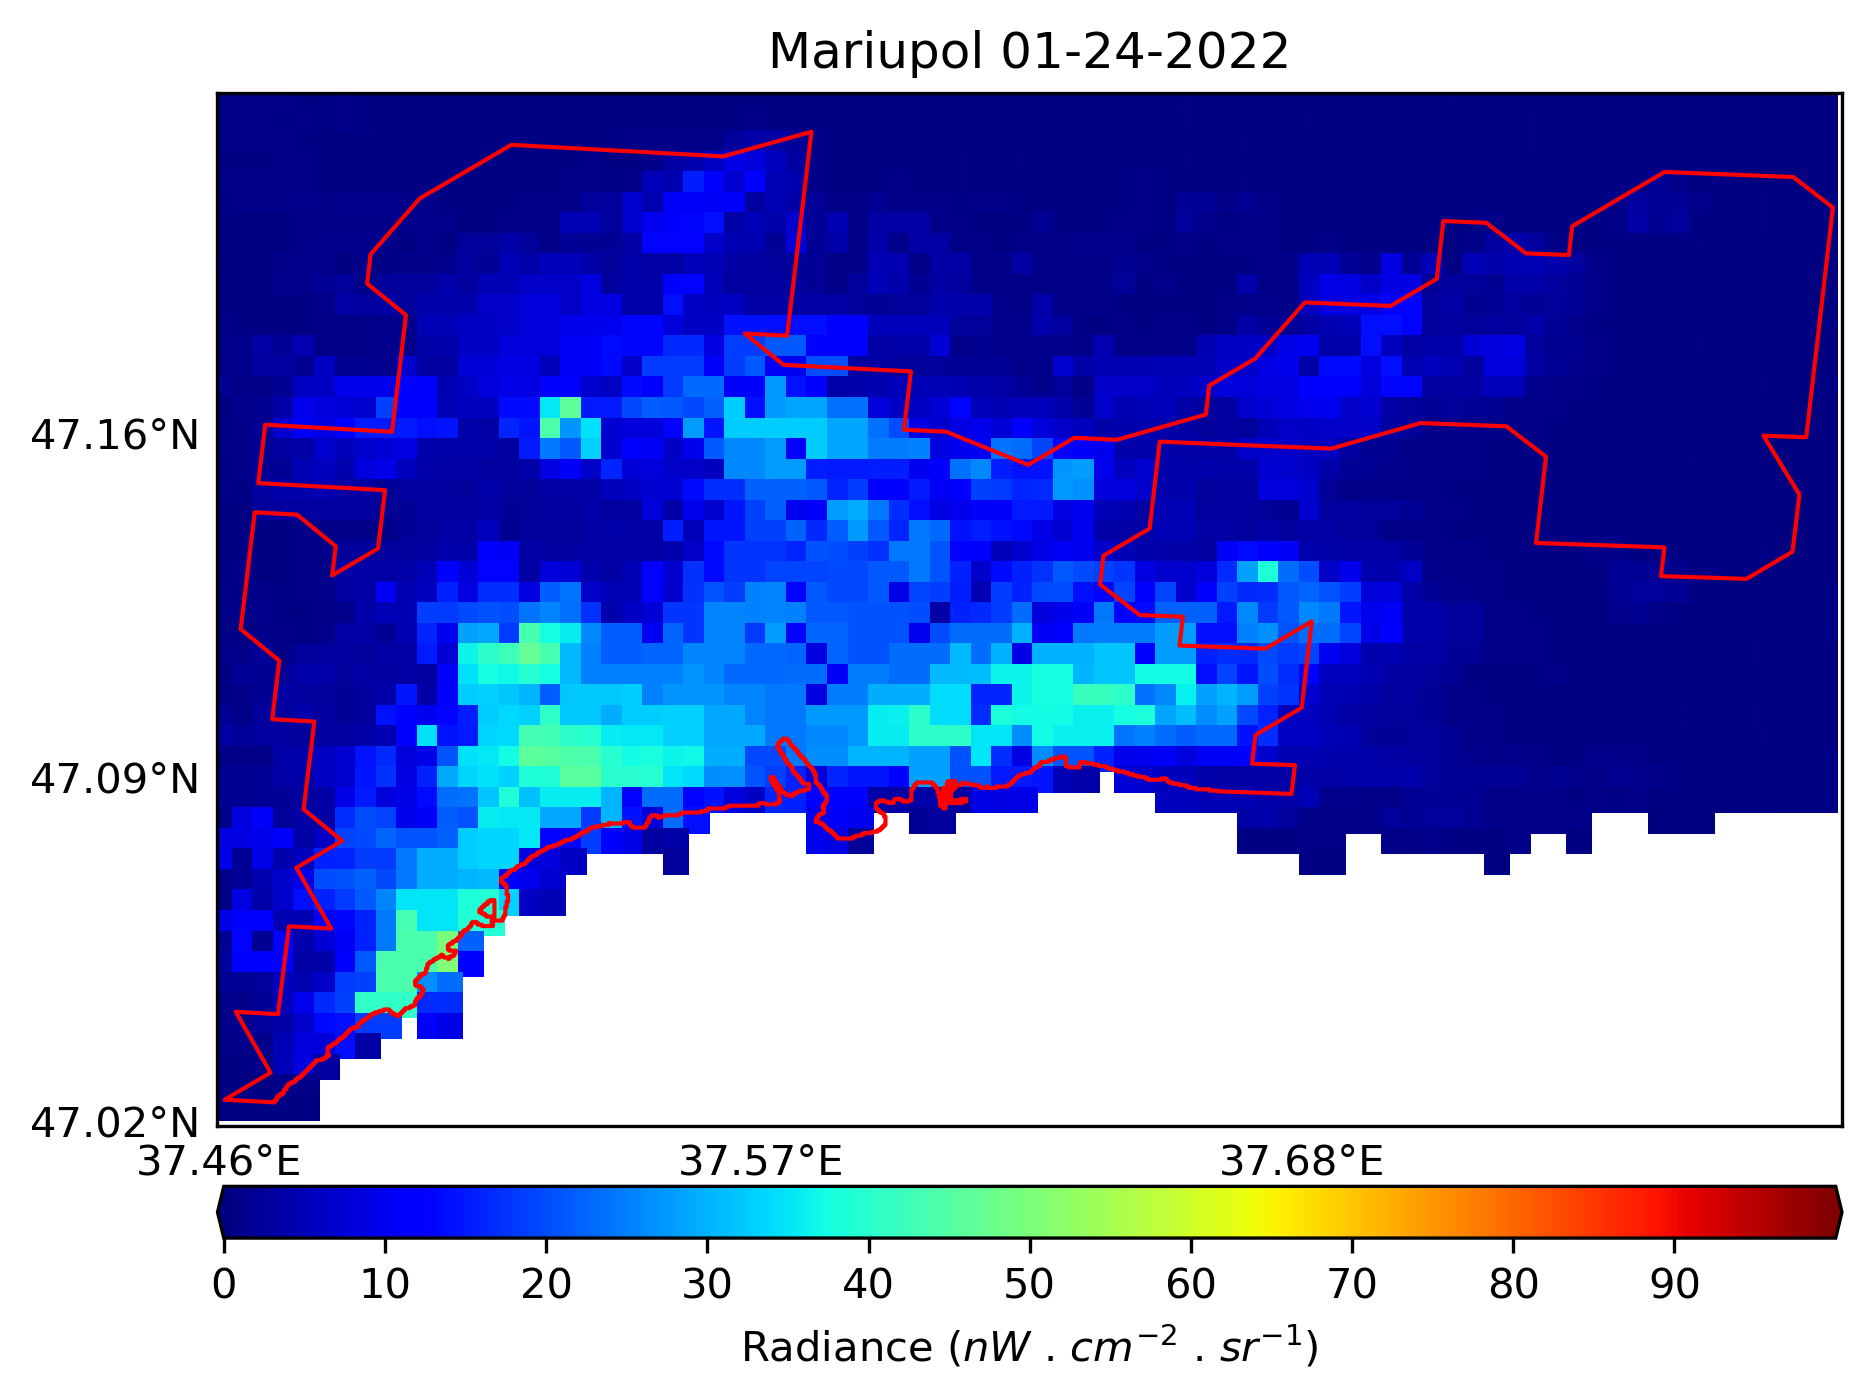 Mariupol 01-24-2022
47.16°N
47.09°N
47.02°N
37.46°E 37.57°E 37.68°E
0 10 20 30 40 50 60 70 80 90
Radiance (nW . cm⁻² . sr⁻¹)